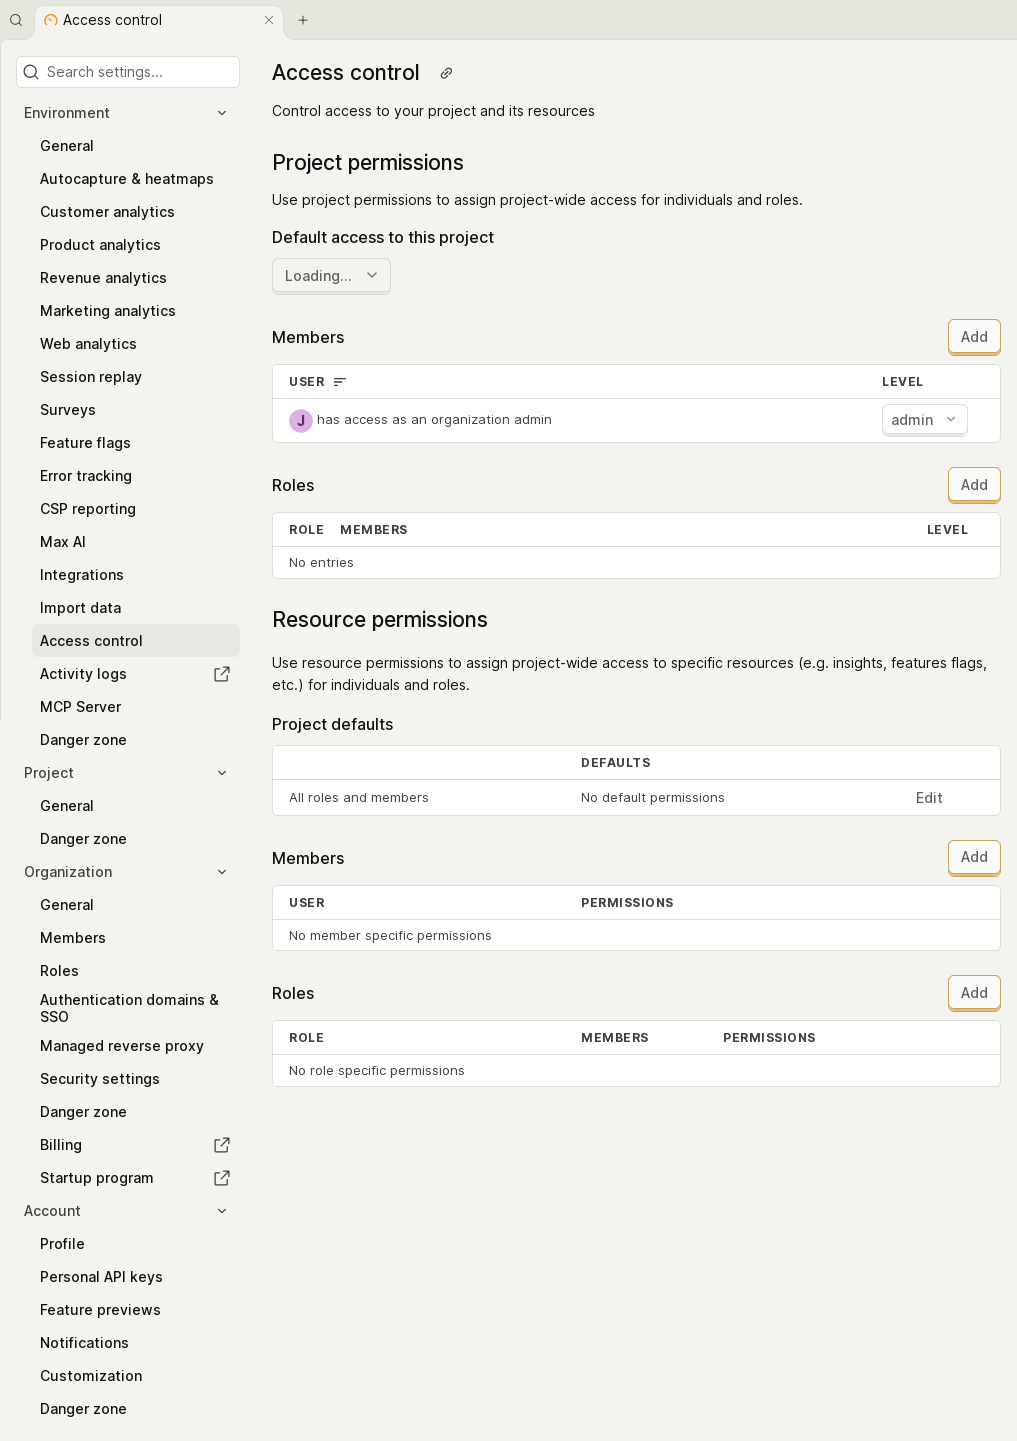 Access control
Search settings...
Environment
General
Autocapture & heatmaps
Customer analytics
Product analytics
Revenue analytics
Marketing analytics
Web analytics
Session replay
Surveys
Feature flags
Error tracking
CSP reporting
Max AI
Integrations
Import data
Access control
Activity logs
MCP Server
Danger zone
Project
General
Danger zone
Organization
General
Members
Roles
Authentication domains &
SSO
Managed reverse proxy
Security settings
Danger zone
Billing
Startup program
Account
Profile
Personal API keys
Feature previews
Notifications
Customization
Danger zone
Access control
Control access to your project and its resources
Project permissions
Use project permissions to assign project-wide access for individuals and roles.
Default access to this project
Loading...
Members Add
USER LEVEL
J has access as an organization admin admin
Roles Add
ROLE MEMBERS LEVEL
No entries
Resource permissions
Use resource permissions to assign project-wide access to specific resources (e.g. insights, features flags,
etc.) for individuals and roles.
Project defaults
DEFAULTS
All roles and members No default permissions Edit
Members Add
USER PERMISSIONS
No member specific permissions
Roles Add
ROLE MEMBERS PERMISSIONS
No role specific permissions